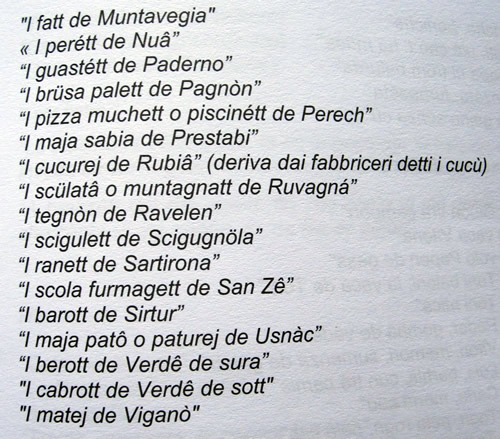 "I fatt de Muntavegia"
« I perétt de Nuâ”
“I guastétt de Paderno”
“I brüsa palett de Pagnòn”
“I pizza muchett o piscinétt de Perech”
“I maja sabia de Prestabi”
“I cucurej de Rubiâ” (deriva dai fabbriceri detti i cucù)
“I scülatâ o muntagnatt de Ruvagná”
“I tegnòn de Ravelen”
“I scigulett de Scigugnöla”
“I ranett de Sartirona”
“I scola furmagett de San Zê”
“I barott de Sirtur”
“I maja patô o paturej de Usnàc”
“I berott de Verdê de sura”
"I cabrott de Verdê de sott"
"I matej de Viganò"